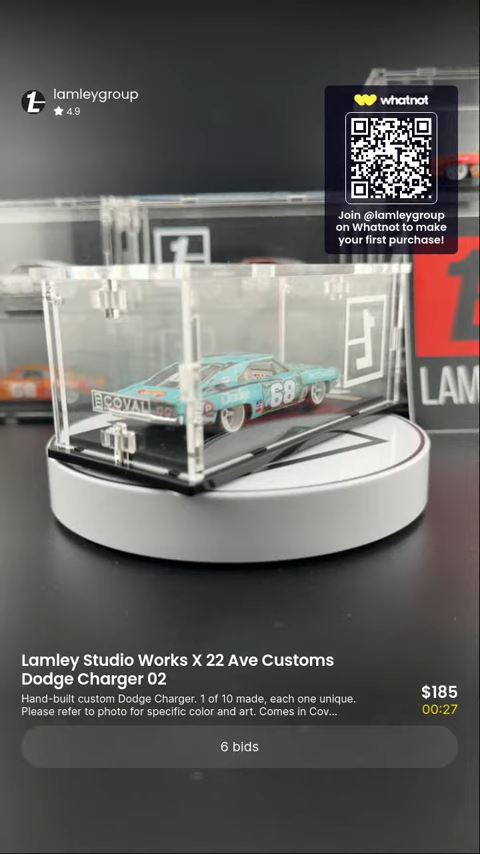 lamleygroup
4.9
whatnot
Join @lamleygroup
on Whatnot to make
your first purchase!
68
LAM
68
COVAL
Lamley Studio Works X 22 Ave Customs
Dodge Charger 02
Hand-built custom Dodge Charger. 1 of 10 made, each one unique.
Please refer to photo for specific color and art. Comes in Cov...
$185
00:27
6 bids